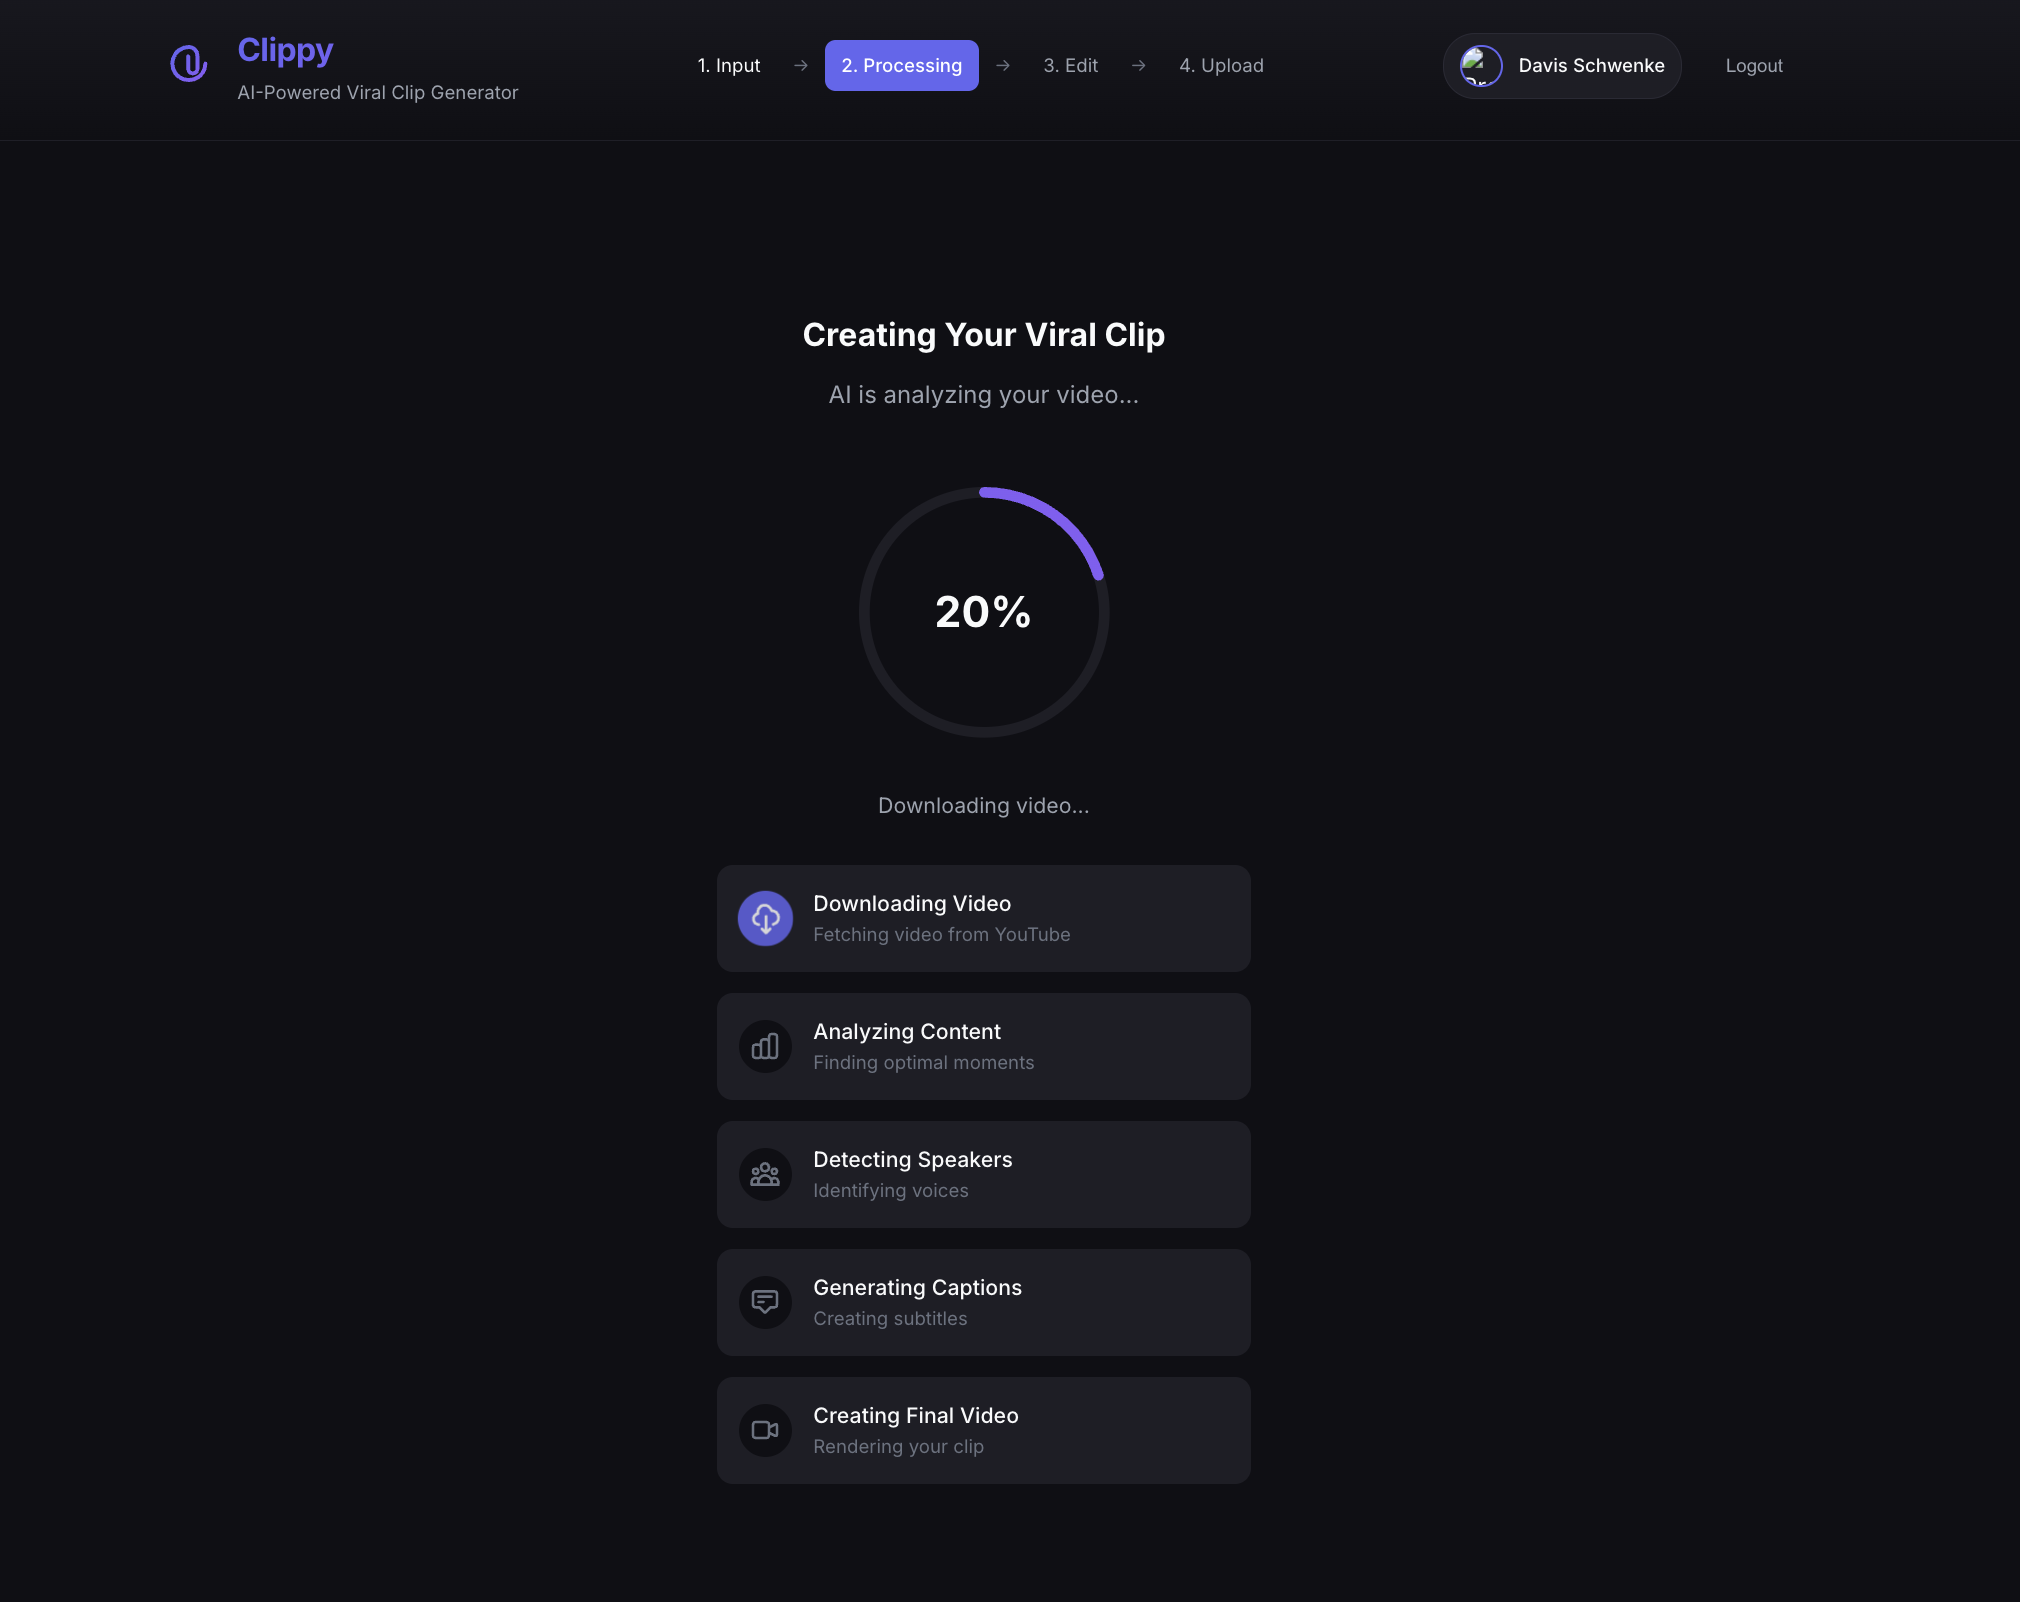 Clippy
AI-Powered Viral Clip Generator
1. Input → 2. Processing → 3. Edit → 4. Upload
Davis Schwenke
Logout
Creating Your Viral Clip
AI is analyzing your video...
20%
Downloading video...
Downloading Video
Fetching video from YouTube
Analyzing Content
Finding optimal moments
Detecting Speakers
Identifying voices
Generating Captions
Creating subtitles
Creating Final Video
Rendering your clip